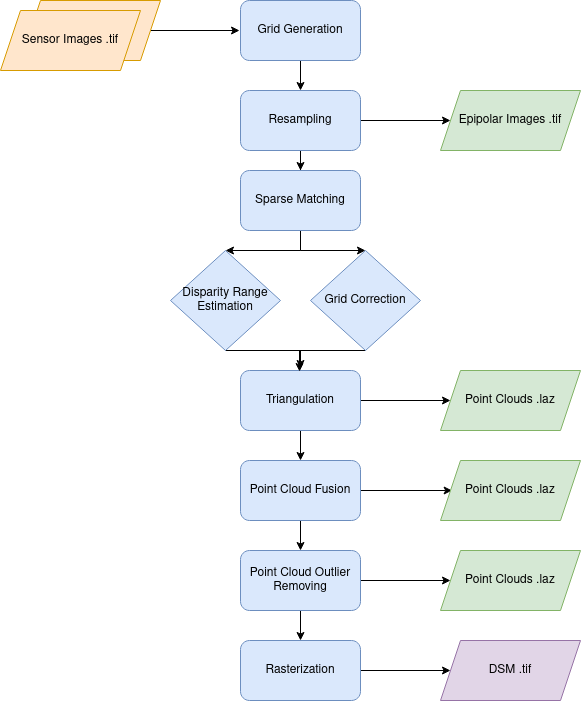 Sensor Images .tif
Grid Generation
Resampling
Epipolar Images .tif
Sparse Matching
Disparity Range
Estimation
Grid Correction
Triangulation
Point Clouds .laz
Point Cloud Fusion
Point Clouds .laz
Point Cloud Outlier
Removing
Point Clouds .laz
Rasterization
DSM .tif